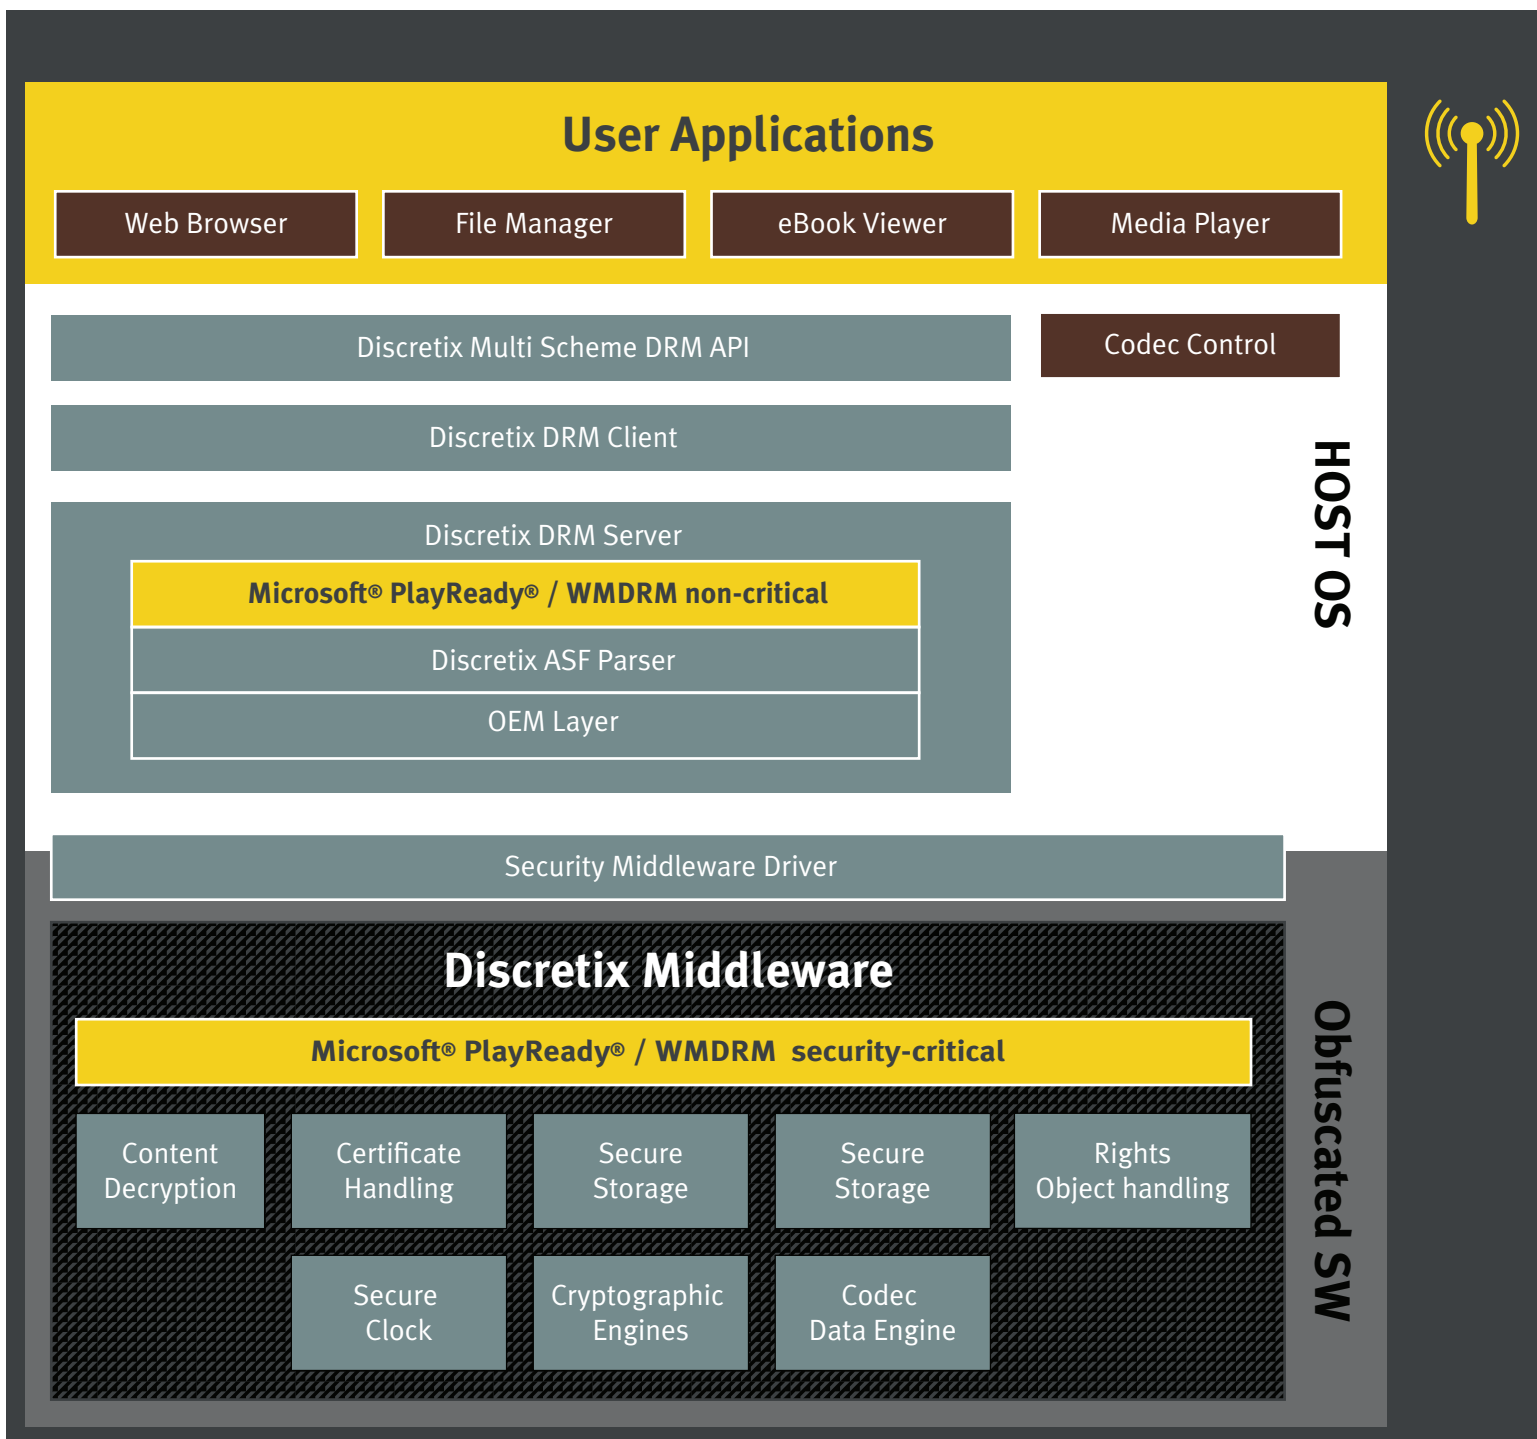 User Applications
Web Browser
File Manager
eBook Viewer
Media Player
Discretix Multi Scheme DRM API
Codec Control
Discretix DRM Client
HOST OS
Discretix DRM Server
Microsoft® PlayReady® / WMDRM non-critical
Discretix ASF Parser
OEM Layer
Security Middleware Driver
Discretix Middleware
Microsoft® PlayReady® / WMDRM security-critical
Obfuscated SW
Content
Decryption
Certificate
Handling
Secure
Storage
Secure
Storage
Rights
Object handling
Secure
Clock
Cryptographic
Engines
Codec
Data Engine